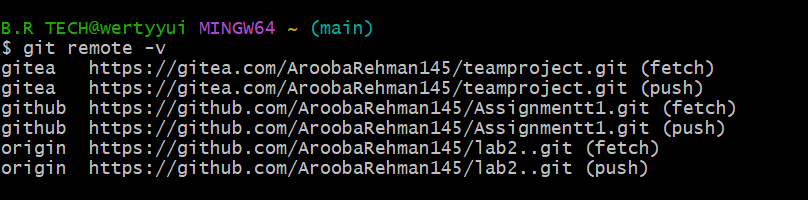 B.R TECH@wertyyui MINGW64 ~ (main)
$ git remote -v
gitea   https://gitea.com/AroobaRehman145/teamproject.git (fetch)
gitea   https://gitea.com/AroobaRehman145/teamproject.git (push)
github  https://github.com/AroobaRehman145/Assignmentt1.git (fetch)
github  https://github.com/AroobaRehman145/Assignmentt1.git (push)
origin  https://github.com/AroobaRehman145/lab2..git (fetch)
origin  https://github.com/AroobaRehman145/lab2..git (push)